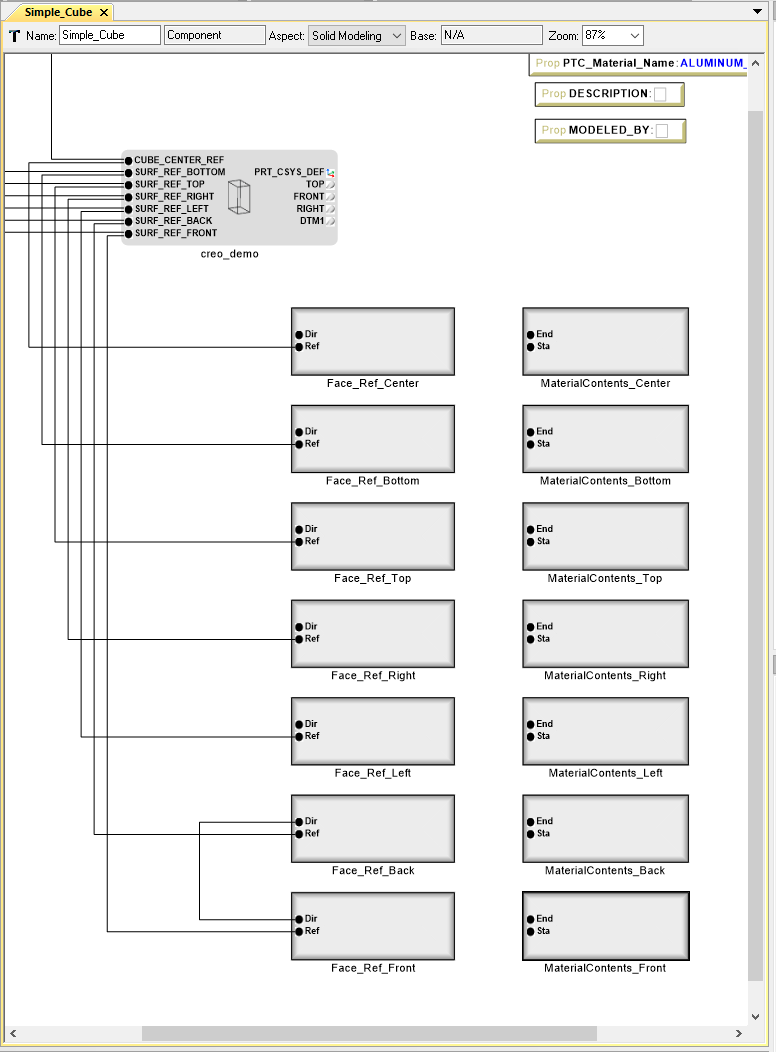 Simple_Cube
Name: Simple_Cube Component Aspect: Solid Modeling Base: N/A Zoom: 87%
Prop PTC_Material_Name:ALUMINUM_
Prop DESCRIPTION:
Prop MODELED_BY:
CUBE_CENTER_REF
SURF_REF_BOTTOM PRT_CSYS_DEF
SURF_REF_TOP TOP
SURF_REF_RIGHT FRONT
SURF_REF_LEFT RIGHT
SURF_REF_BACK DTM1
SURF_REF_FRONT
creo_demo
Dir End
Ref Sta
Face_Ref_Center MaterialContents_Center
Dir End
Ref Sta
Face_Ref_Bottom MaterialContents_Bottom
Dir End
Ref Sta
Face_Ref_Top MaterialContents_Top
Dir End
Ref Sta
Face_Ref_Right MaterialContents_Right
Dir End
Ref Sta
Face_Ref_Left MaterialContents_Left
Dir End
Ref Sta
Face_Ref_Back MaterialContents_Back
Dir End
Ref Sta
Face_Ref_Front MaterialContents_Front